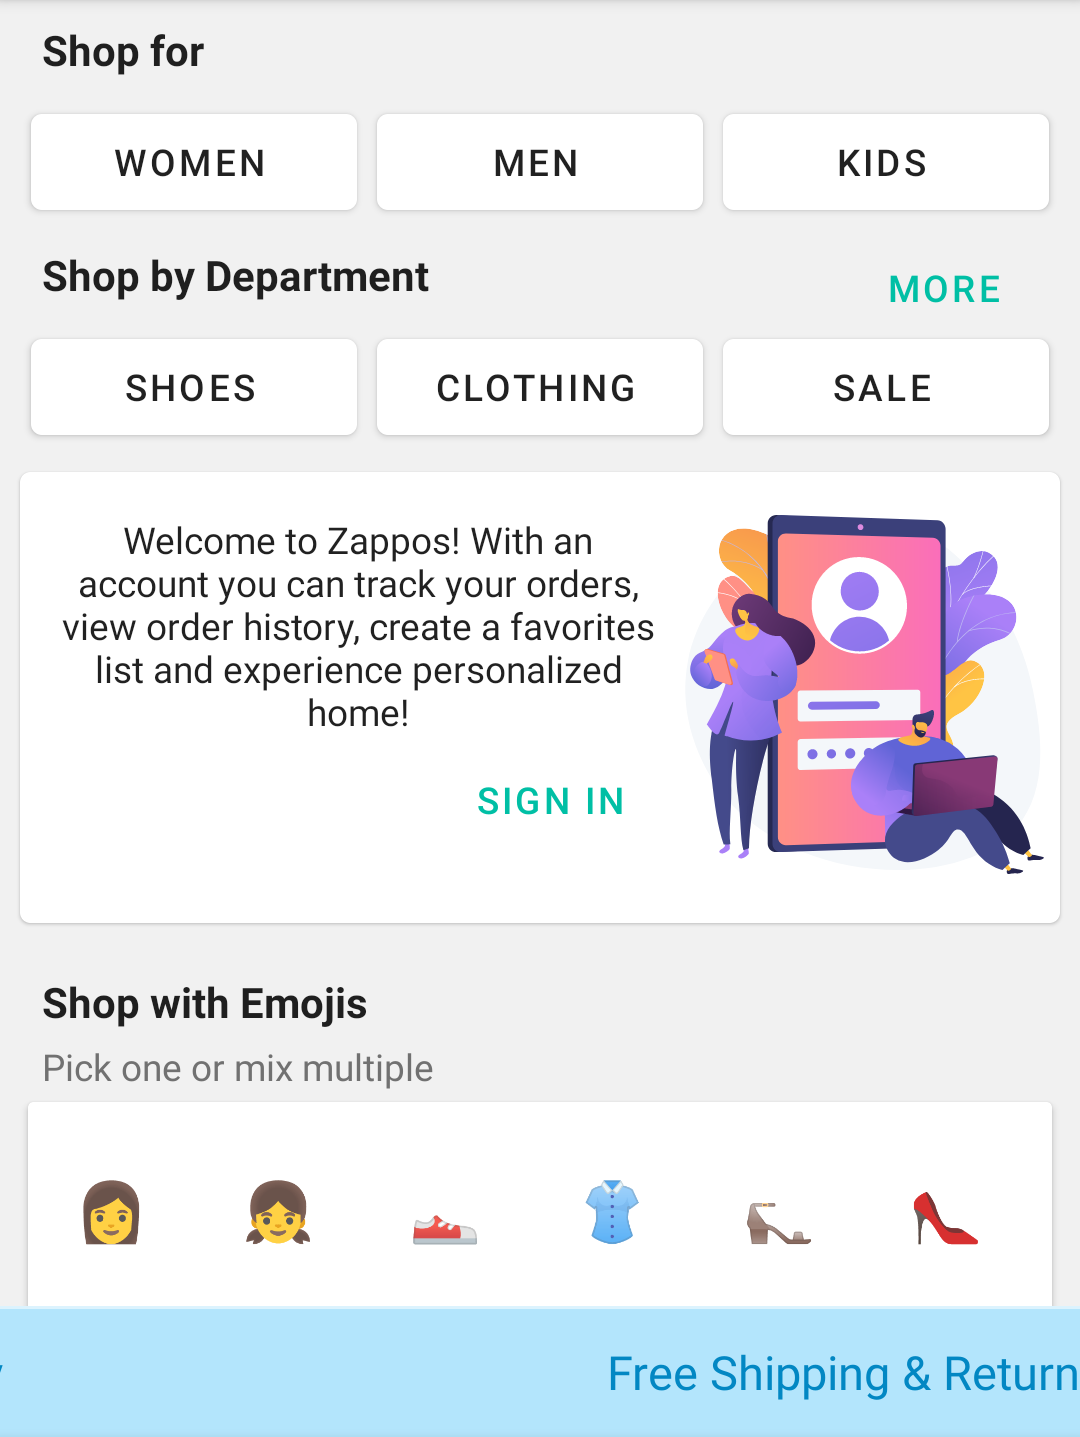 Shop for
WOMEN
MEN
KIDS
Shop by Department
MORE
SHOES
CLOTHING
SALE
Welcome to Zappos! With an
account you can track your orders,
view order history, create a favorites
list and experience personalized
home!
SIGN IN
Shop with Emojis
Pick one or mix multiple
Free Shipping & Return